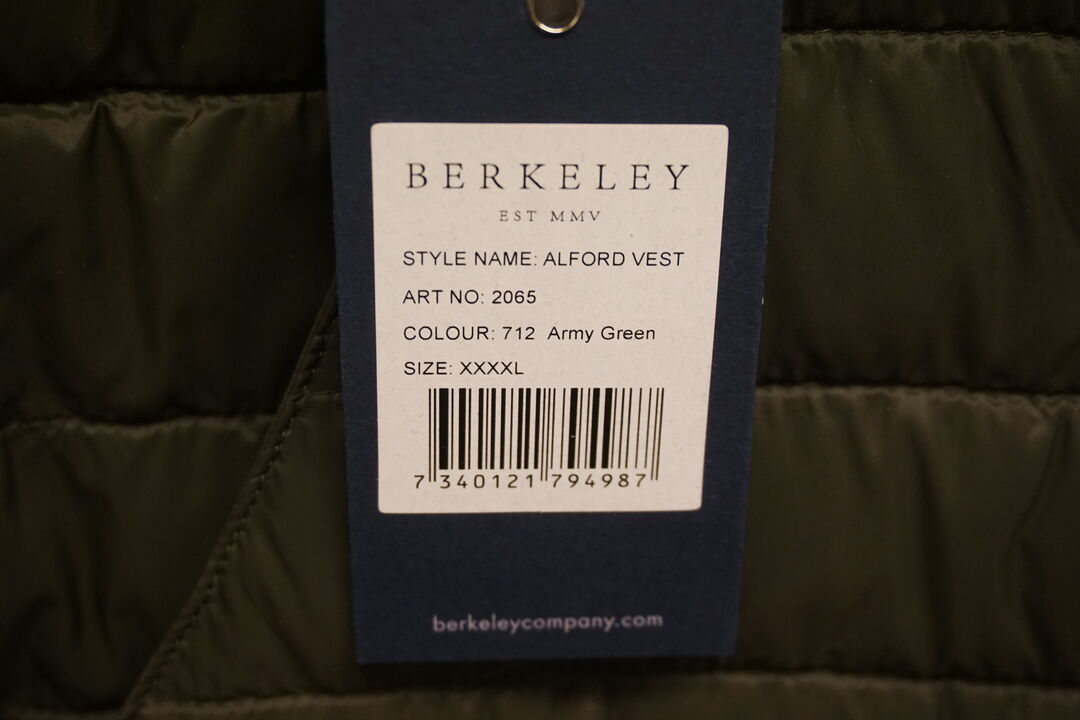 BERKELEY
EST MMV
STYLE NAME: ALFORD VEST
ART NO: 2065
COLOUR: 712 Army Green
SIZE: XXXXL
7 340121 794987
berkeleycompany.com